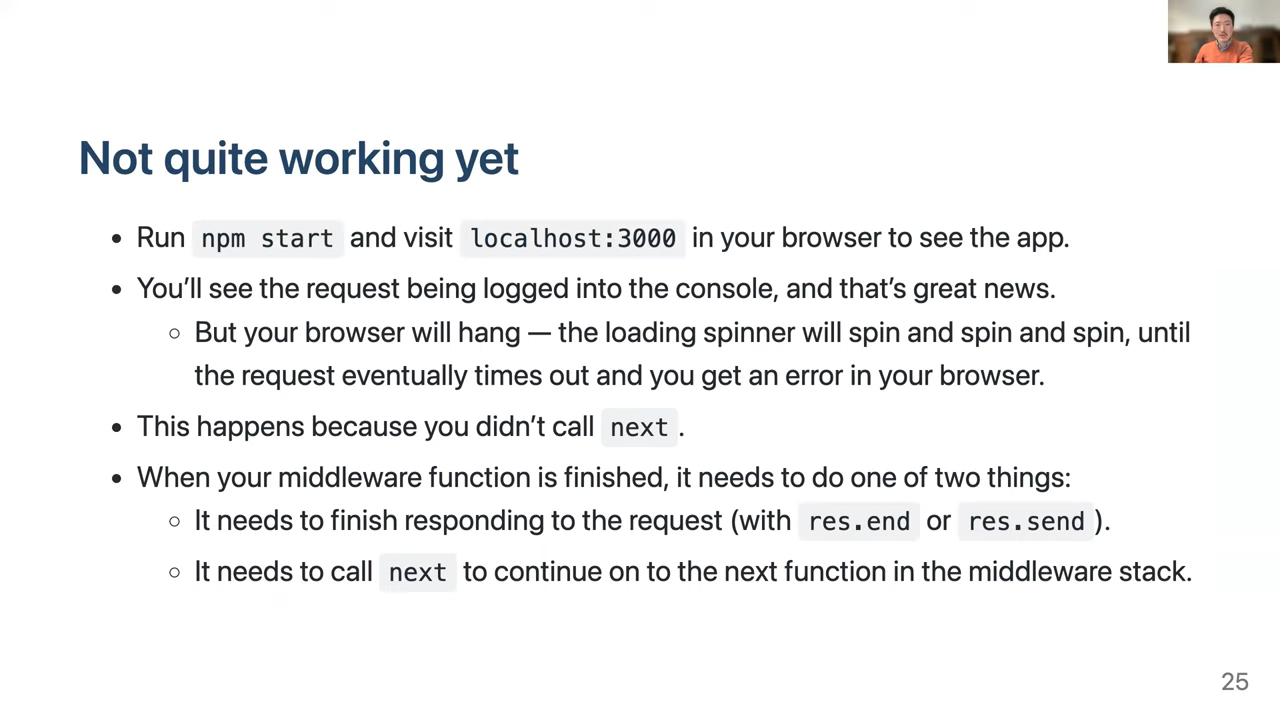 Not quite working yet
• Run npm start and visit localhost:3000 in your browser to see the app.
• You’ll see the request being logged into the console, and that’s great news.
○ But your browser will hang — the loading spinner will spin and spin and spin, until
the request eventually times out and you get an error in your browser.
• This happens because you didn’t call next.
• When your middleware function is finished, it needs to do one of two things:
○ It needs to finish responding to the request (with res.end or res.send).
○ It needs to call next to continue on to the next function in the middleware stack.
25